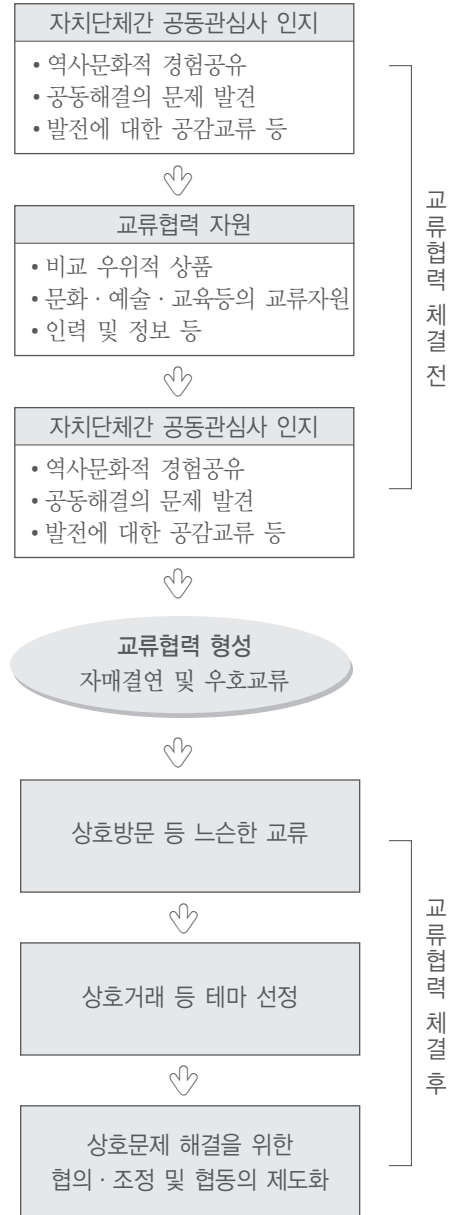 자치단체간 공동관심사 인지
• 역사문화적 경험공유
• 공동해결의 문제 발견
• 발전에 대한 공감교류 등
교류협력 자원
• 비교 우위적 상품
• 문화 · 예술 · 교육등의 교류자원
• 인력 및 정보 등
자치단체간 공동관심사 인지
• 역사문화적 경험공유
• 공동해결의 문제 발견
• 발전에 대한 공감교류 등
교류협력 체결 전
교류협력 형성
자매결연 및 우호교류
상호방문 등 느슨한 교류
상호거래 등 테마 선정
상호문제 해결을 위한
협의 · 조정 및 협동의 제도화
교류협력 체결 후